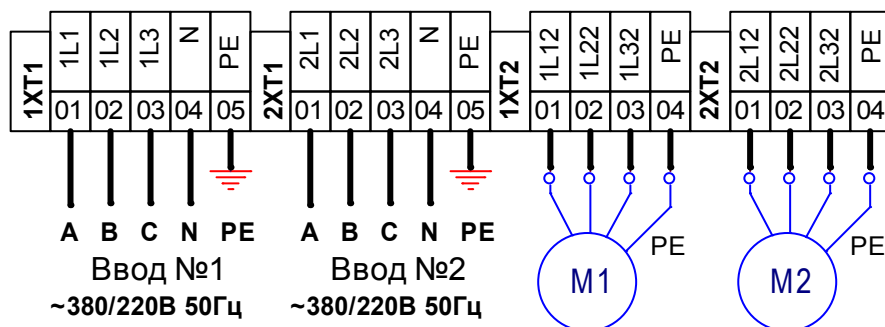 1XT1 1L1 1L2 1L3 N PE 2XT1 2L1 2L2 2L3 N PE 1XT2 1L12 1L22 1L32 PE 2XT2 2L12 2L22 2L32 PE
01 02 03 04 05 01 02 03 04 05 01 02 03 04 01 02 03 04
A B C N PE A B C N PE PE PE
Ввод №1 Ввод №2 M1 M2
~380/220В 50Гц ~380/220В 50Гц